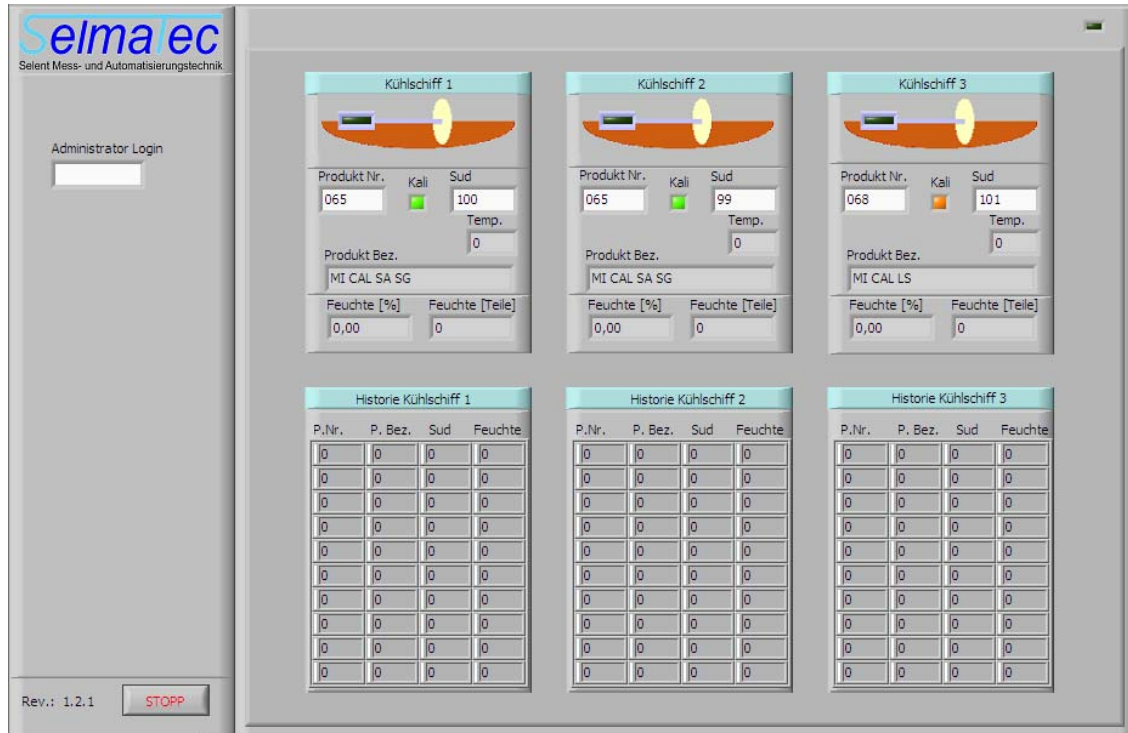 SelmaTec
Selent Mess- und Automatisierungstechnik
Administrator Login
Rev.: 1.2.1
STOPP
Kühlschiff 1
Produkt Nr. Kali Sud
065 100
Temp.
0
Produkt Bez.
MI CAL SA SG
Feuchte [%] Feuchte [Teile]
0,00 0
Kühlschiff 2
Produkt Nr. Kali Sud
065 99
Temp.
0
Produkt Bez.
MI CAL SA SG
Feuchte [%] Feuchte [Teile]
0,00 0
Kühlschiff 3
Produkt Nr. Kali Sud
068 101
Temp.
0
Produkt Bez.
MI CAL LS
Feuchte [%] Feuchte [Teile]
0,00 0
Historie Kühlschiff 1
P.Nr. P. Bez. Sud Feuchte
0 0 0 0
0 0 0 0
0 0 0 0
0 0 0 0
0 0 0 0
0 0 0 0
0 0 0 0
0 0 0 0
0 0 0 0
0 0 0 0
Historie Kühlschiff 2
P.Nr. P. Bez. Sud Feuchte
0 0 0 0
0 0 0 0
0 0 0 0
0 0 0 0
0 0 0 0
0 0 0 0
0 0 0 0
0 0 0 0
0 0 0 0
0 0 0 0
Historie Kühlschiff 3
P.Nr. P. Bez. Sud Feuchte
0 0 0 0
0 0 0 0
0 0 0 0
0 0 0 0
0 0 0 0
0 0 0 0
0 0 0 0
0 0 0 0
0 0 0 0
0 0 0 0